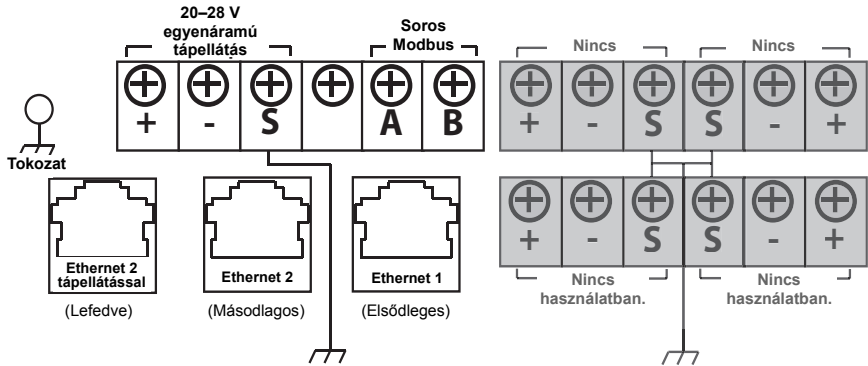 20–28 V
egyenáramú
tápellátás
Soros
Modbus
Nincs
Nincs
+ - S A B
+ - S S - +
Tokozat
Ethernet 2
tápellátással
Ethernet 2
Ethernet 1
(Lefedve)
(Másodlagos)
(Elsődleges)
+ - S S - +
Nincs
használatban.
Nincs
használatban.